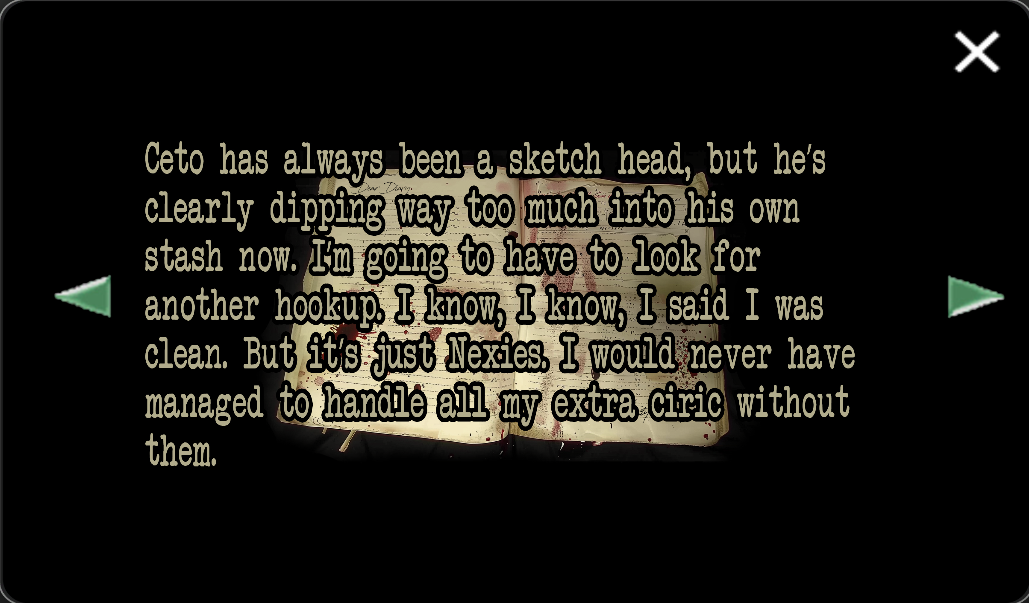 Dear Diary,
Ceto has always been a sketch head, but he's
clearly dipping way too much into his own
stash now. I'm going to have to look for
another hookup. I know, I know, I said I was
clean. But it's just Nexies. I would never have
managed to handle all my extra ciric without
them.